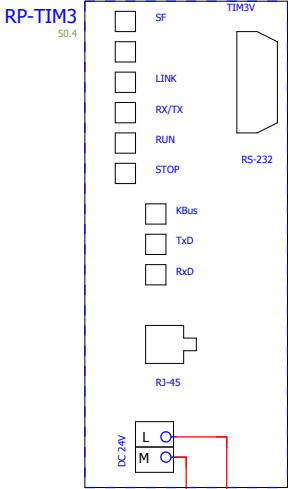 RP-TIM3
50.4
TIM3V
SF
LINK
RX/TX
RUN
STOP
RS-232
KBus
TxD
RxD
RJ-45
DC 24V
L
M